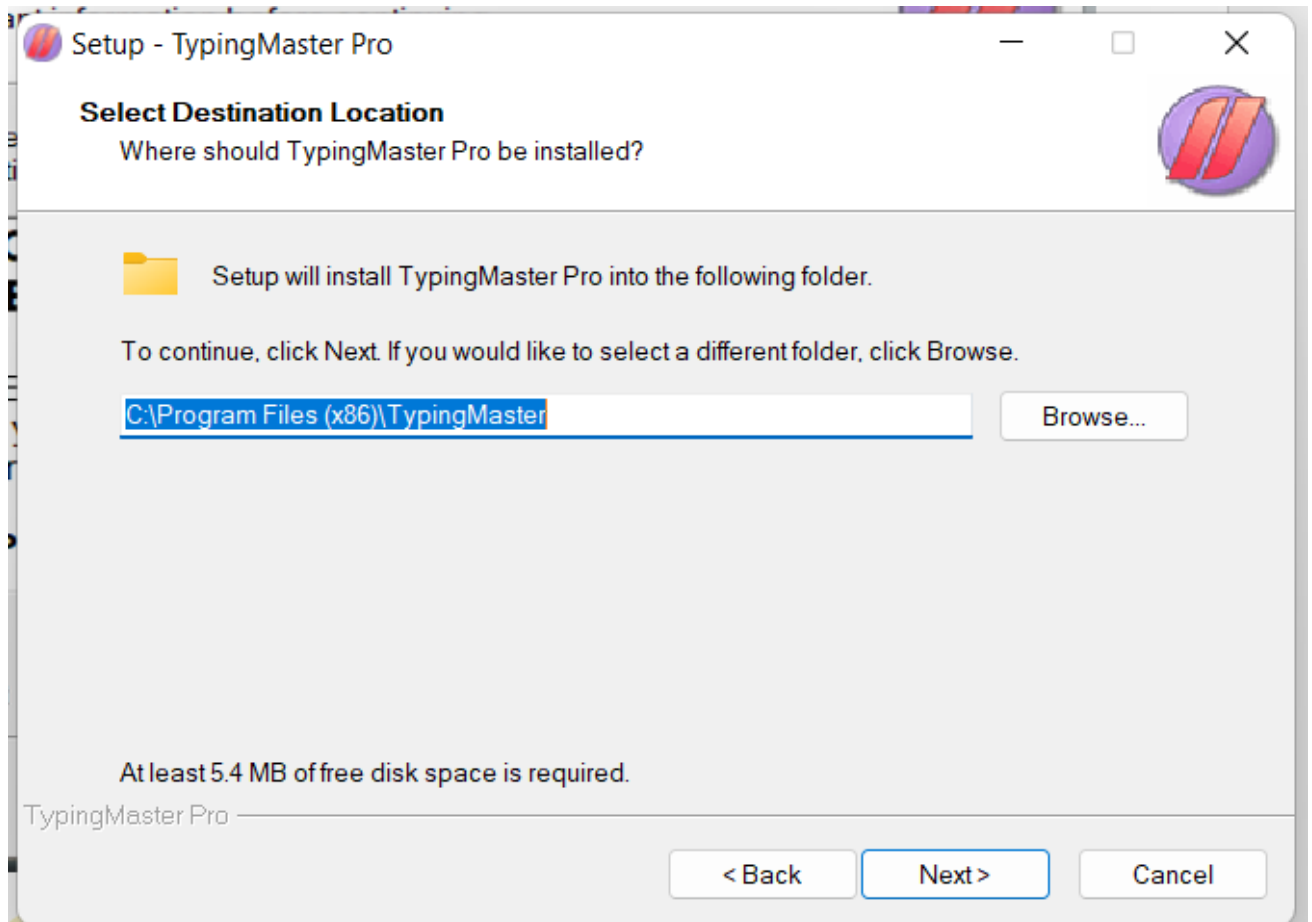 Setup - TypingMaster Pro
Select Destination Location
Where should TypingMaster Pro be installed?
Setup will install TypingMaster Pro into the following folder.
To continue, click Next. If you would like to select a different folder, click Browse.
C:\Program Files (x86)\TypingMaster
Browse...
At least 5.4 MB of free disk space is required.
TypingMaster Pro
< Back
Next >
Cancel